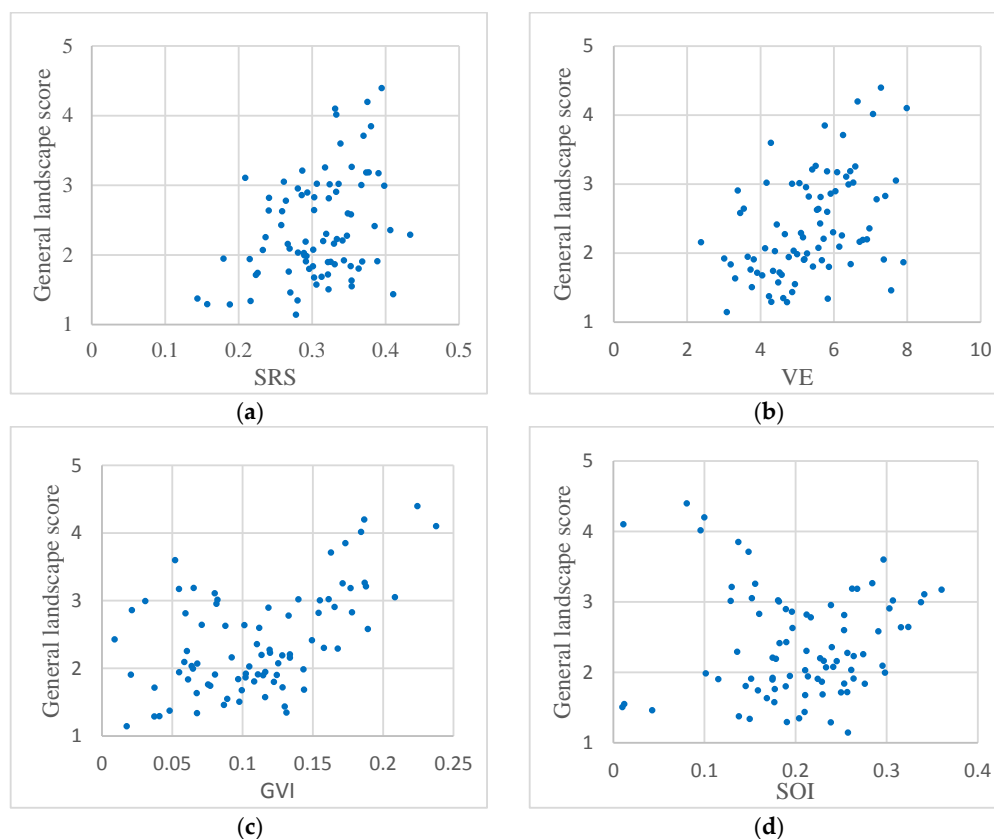 General landscape score
5
4
3
2
1
0 0.1 0.2 0.3 0.4 0.5
SRS
(a)
General landscape score
5
4
3
2
1
0 2 4 6 8 10
VE
(b)
General landscape score
5
4
3
2
1
0 0.05 0.1 0.15 0.2 0.25
GVI
(c)
General landscape score
5
4
3
2
1
0 0.1 0.2 0.3 0.4
SOI
(d)